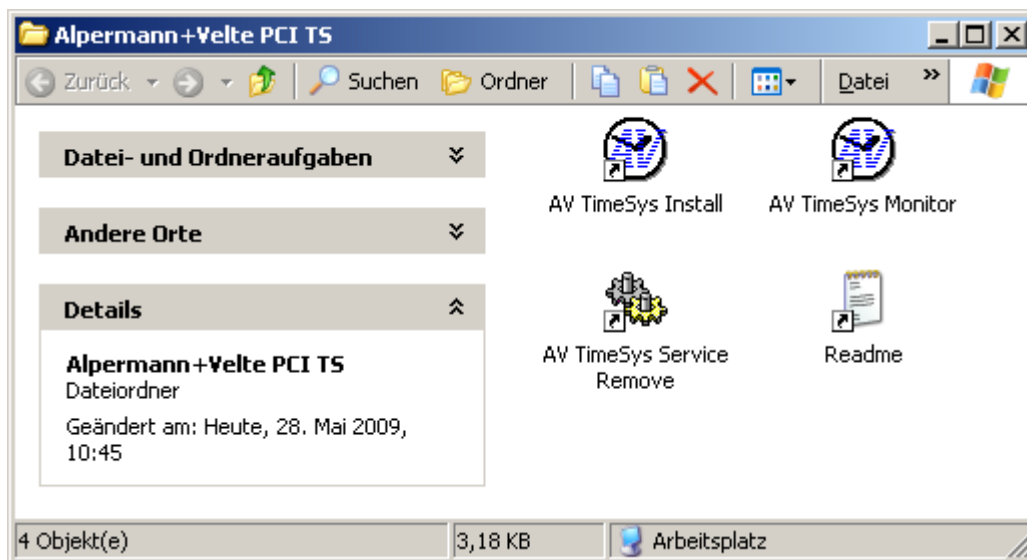 Alpermann+Velte PCI TS
Zurück
Suchen
Ordner
Datei
»
Datei- und Ordneraufgaben
Andere Orte
Details
Alpermann+Velte PCI TS
Dateiordner
Geändert am: Heute, 28. Mai 2009,
10:45
AV TimeSys Install
AV TimeSys Monitor
AV TimeSys Service
Remove
Readme
4 Objekt(e)
3,18 KB
Arbeitsplatz